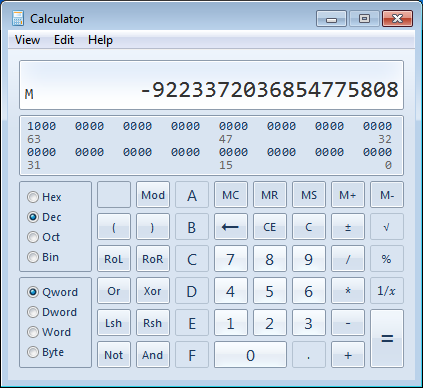 Calculator
View Edit Help
M -9223372036854775808
1000 0000 0000 0000 0000 0000 0000 0000
63 47 32
0000 0000 0000 0000 0000 0000 0000 0000
31 15 0
Hex Mod A MC MR MS M+ M-
Dec ( ) B ← CE C ± √
Oct RoL RoR C 7 8 9 / %
Bin
Qword Or Xor D 4 5 6 * 1/x
Dword
Word Lsh Rsh E 1 2 3 - =
Byte Not And F 0 . +